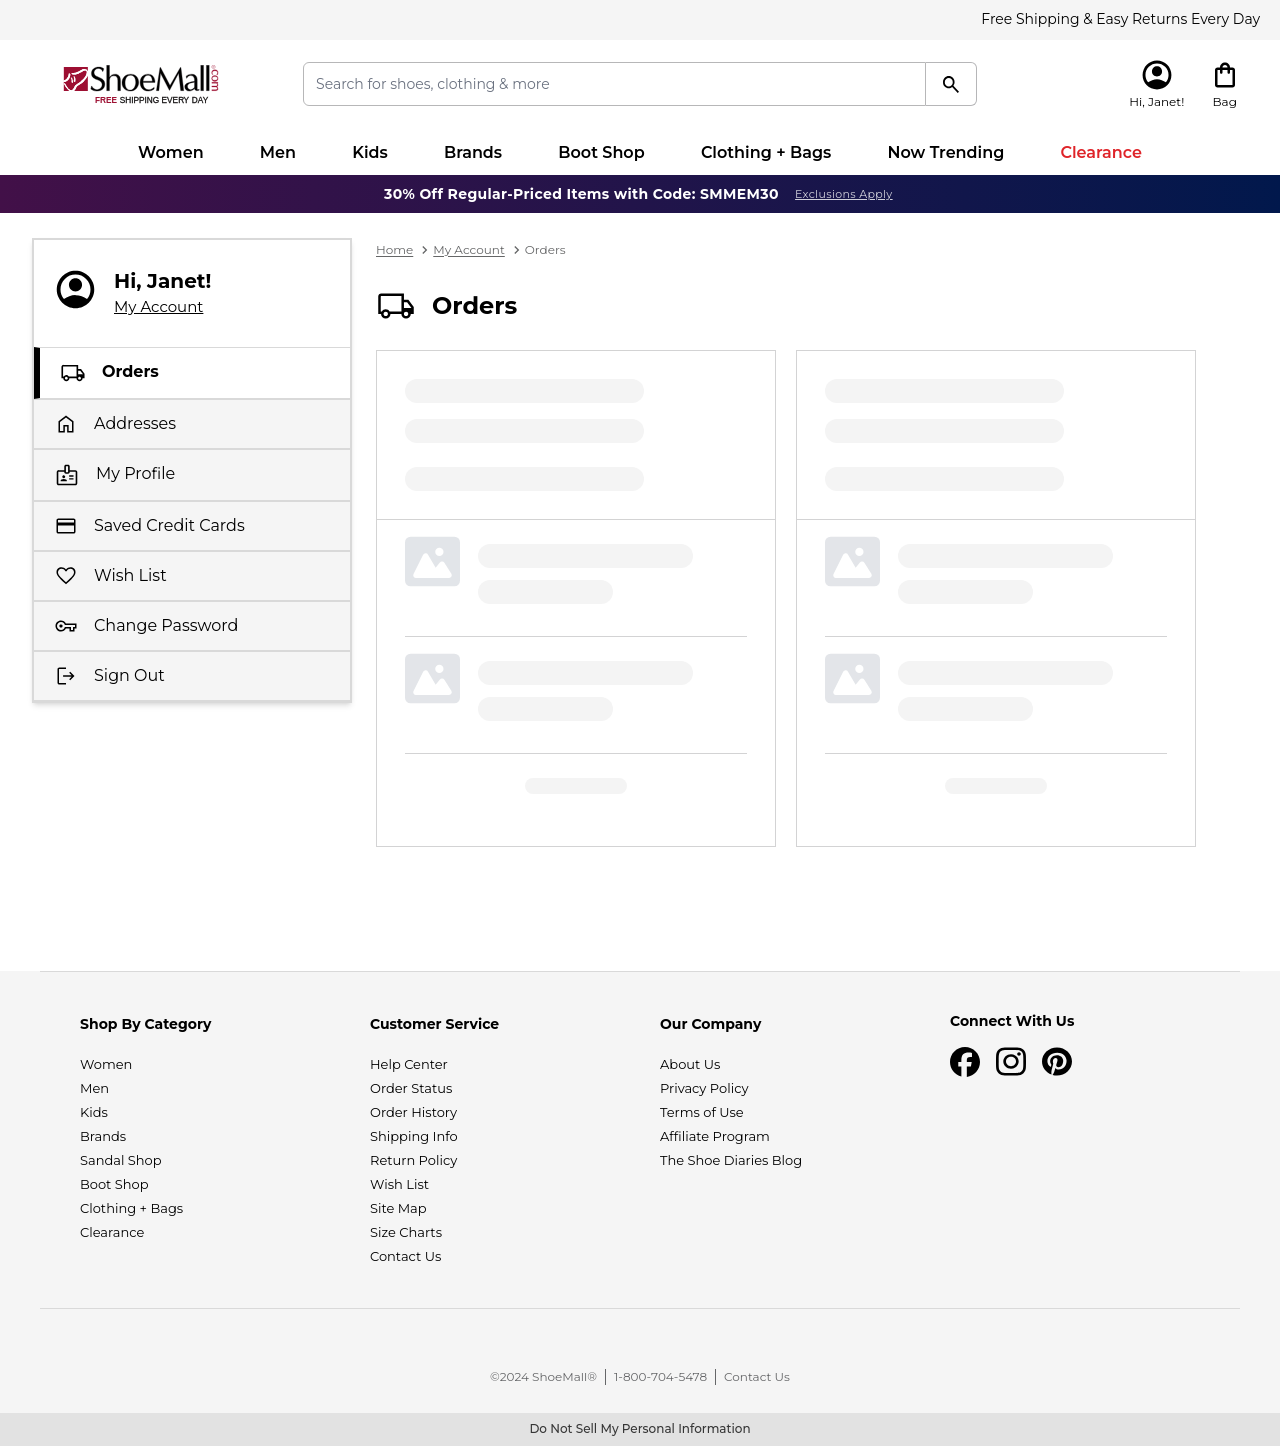 Free Shipping & Easy Returns Every Day
ShoeMall.com
FREE SHIPPING EVERY DAY
Search for shoes, clothing & more
Hi, Janet!
Bag
Women
Men
Kids
Brands
Boot Shop
Clothing + Bags
Now Trending
Clearance
30% Off Regular-Priced Items with Code: SMMEM30 Exclusions Apply
Hi, Janet!
My Account
Orders
Addresses
My Profile
Saved Credit Cards
Wish List
Change Password
Sign Out
Home > My Account > Orders
Orders
Shop By Category
Women
Men
Kids
Brands
Sandal Shop
Boot Shop
Clothing + Bags
Clearance
Customer Service
Help Center
Order Status
Order History
Shipping Info
Return Policy
Wish List
Site Map
Size Charts
Contact Us
Our Company
About Us
Privacy Policy
Terms of Use
Affiliate Program
The Shoe Diaries Blog
Connect With Us
©2024 ShoeMall® | 1-800-704-5478 | Contact Us
Do Not Sell My Personal Information